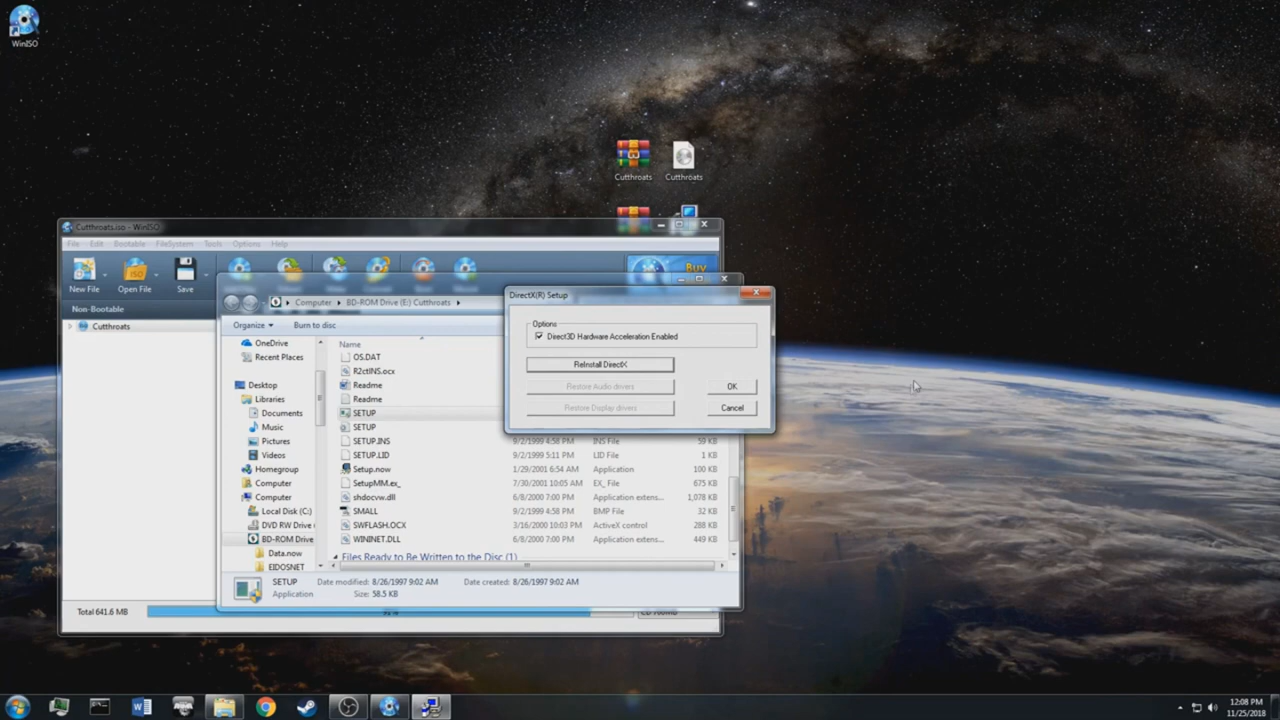 WinISO
Cutthroats
Cutthroats
Cutthroats.iso - WinISO
File Edit Bootable FileSystem Tools Options Help
New File
Open File
Save
Buy
Non-Bootable
Cutthroats
Computer BD-ROM Drive (E:) Cutthroats
Organize
Burn to disc
OneDrive
Recent Places
Desktop
Libraries
Documents
Music
Pictures
Videos
Homegroup
Computer
Computer
Local Disk (C:)
DVD RW Drive
BD-ROM Drive
Data.now
EIDOSNET
Name
OS.DAT
R2ctINS.ocx
Readme
Readme
SETUP
SETUP
SETUP.INS 9/2/1999 4:58 PM INS File 59 KB
SETUP.LID 9/2/1999 5:11 PM LID File 1 KB
Setup.now 1/29/2001 6:54 AM Application 100 KB
SetupMM.ex_ 7/30/2001 10:05 AM EX_ File 675 KB
shdocvw.dll 6/8/2000 7:00 PM Application extens... 1,078 KB
SMALL 9/2/1999 4:58 PM BMP File 32 KB
SWFLASH.OCX 3/16/2000 10:03 PM ActiveX control 288 KB
WININET.DLL 6/8/2000 7:00 PM Application extens... 449 KB
Files Ready to Be Written to the Disc (1)
SETUP Date modified: 8/26/1997 9:02 AM Date created: 8/26/1997 9:02 AM
Application Size: 58.5 KB
Total 641.6 MB
DirectX(R) Setup
Options
Direct3D Hardware Acceleration Enabled
ReInstall DirectX
Restore Audio drivers
Restore Display drivers
OK
Cancel
12:08 PM
11/25/2018